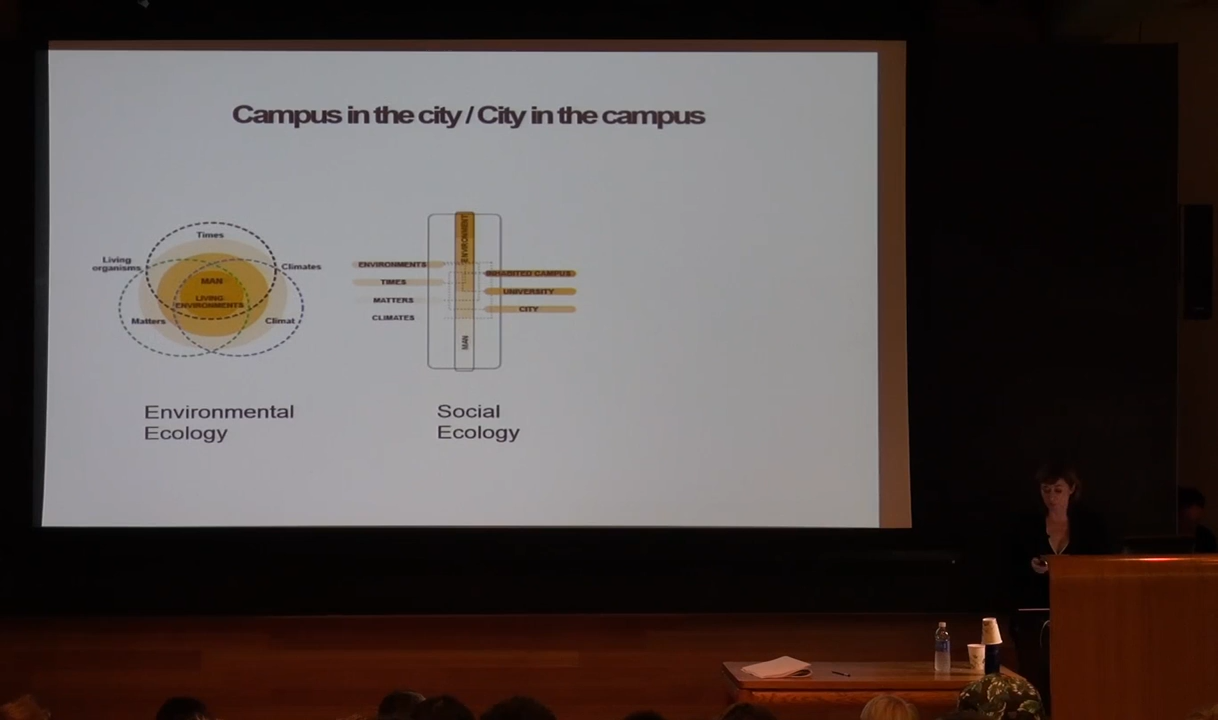 Campus in the city / City in the campus
Times
Living
organisms
Climates
MAN
LIVING
ENVIRONMENTS
Matters
Climat
Environmental
Ecology
ENVIRONMENT
ENVIRONMENTS
TIMES
MATTERS
CLIMATES
INHABITED CAMPUS
UNIVERSITY
CITY
MAN
Social
Ecology